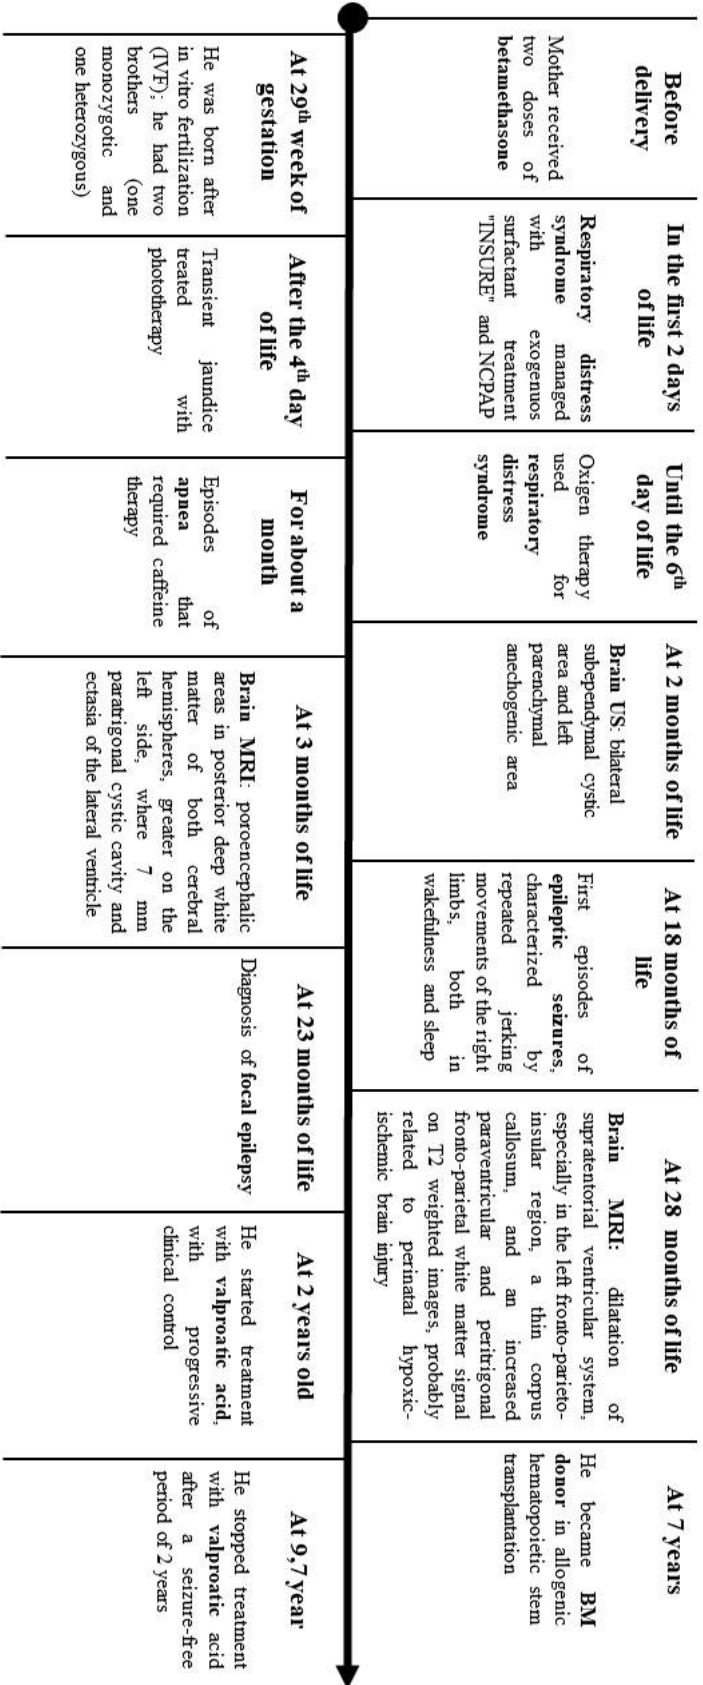 Before
delivery
Mother received
two doses of
betamethasone
In the first 2 days
of life
Respiratory distress
syndrome managed
with exogenuos
surfactant treatment
"INSURE" and NCPAP
Until the 6th
day of life
Oxigen therapy
used for
respiratory
distress
syndrome
At 2 months of life
Brain US: bilateral
subependymal cystic
area and left
parenchymal
anechogenic area
At 18 months of
life
First episodes of
epileptic seizures,
characterized by
repeated jerking
movements of the right
limbs, both in
wakefulness and sleep
At 28 months of life
Brain MRI: dilatation of
supratentorial ventricular system,
especially in the left fronto-parieto-
insular region, a thin corpus
callosum, and an increased
paraventricular and peritrigonal
fronto-parietal white matter signal
on T2 weighted images, probably
related to perinatal hypoxic-
ischemic brain injury
At 7 years
He became BM
donor in allogenic
hematopoietic stem
transplantation
At 29th week of
gestation
He was born after
in vitro fertilization
(IVF); he had two
brothers (one
monozygotic and
one heterozygous)
After the 4th day
of life
Transient jaundice
treated with
phototherapy
For about a
month
Episodes of
apnea that
required caffeine
therapy
At 3 months of life
Brain MRI: poroencephalic
areas in posterior deep white
matter of both cerebral
hemispheres, greater on the
left side, where 7 mm
paratrigonal cystic cavity and
ectasia of the lateral ventricle
At 23 months of life
Diagnosis of focal epilepsy
At 2 years old
He started treatment
with valproatic acid,
with progressive
clinical control
At 9,7 year
He stopped treatment
with valproatic acid
after a seizure-free
period of 2 years